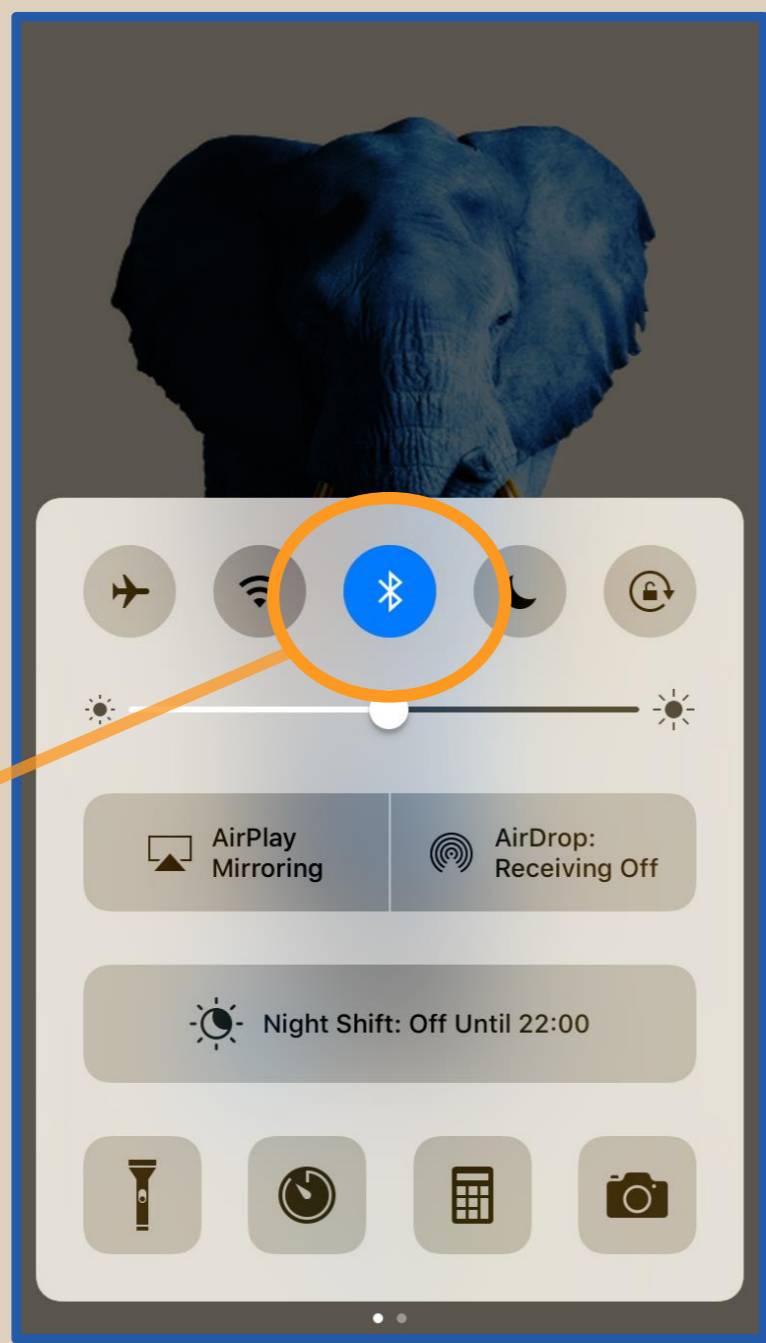 AirPlay
Mirroring
AirDrop:
Receiving Off
Night Shift: Off Until 22:00